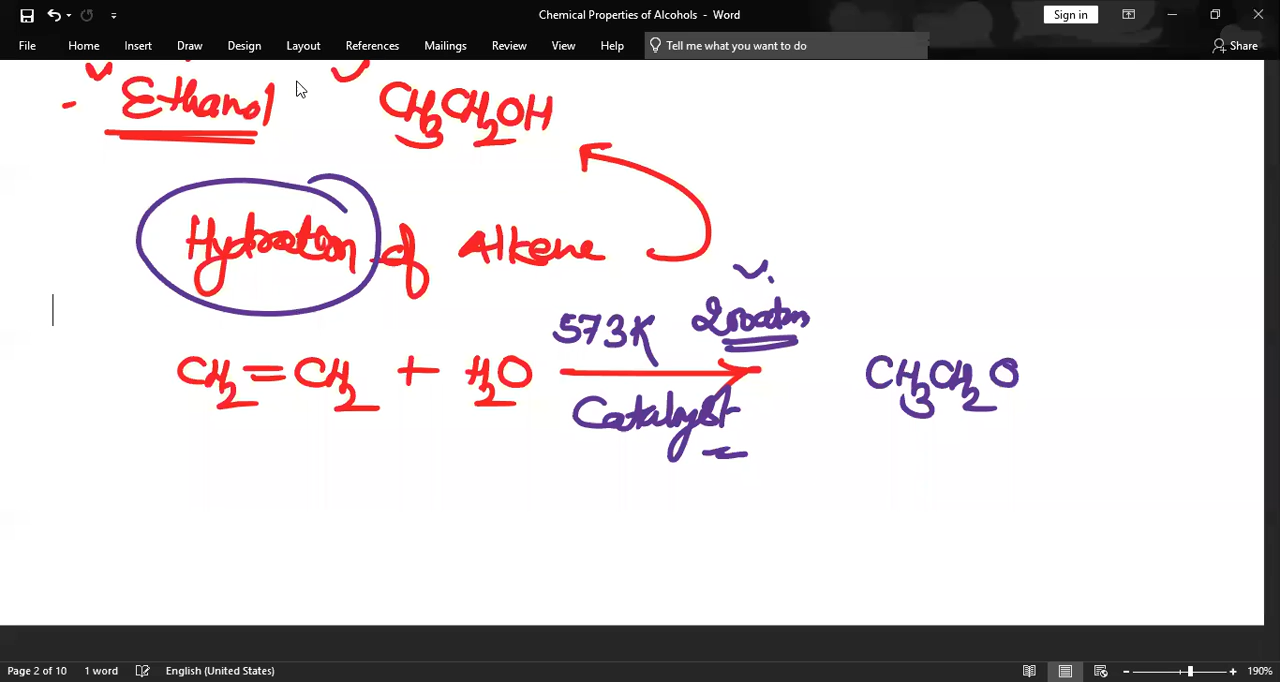 Chemical Properties of Alcohols - Word
Sign in
File Home Insert Draw Design Layout References Mailings Review View Help Tell me what you want to do Share
- Ethanol CH3CH2OH
Hydration of Alkene
573K 200atm
CH2=CH2 + H2O CH3CH2O
Catalyst
Page 2 of 10 1 word English (United States) 190%